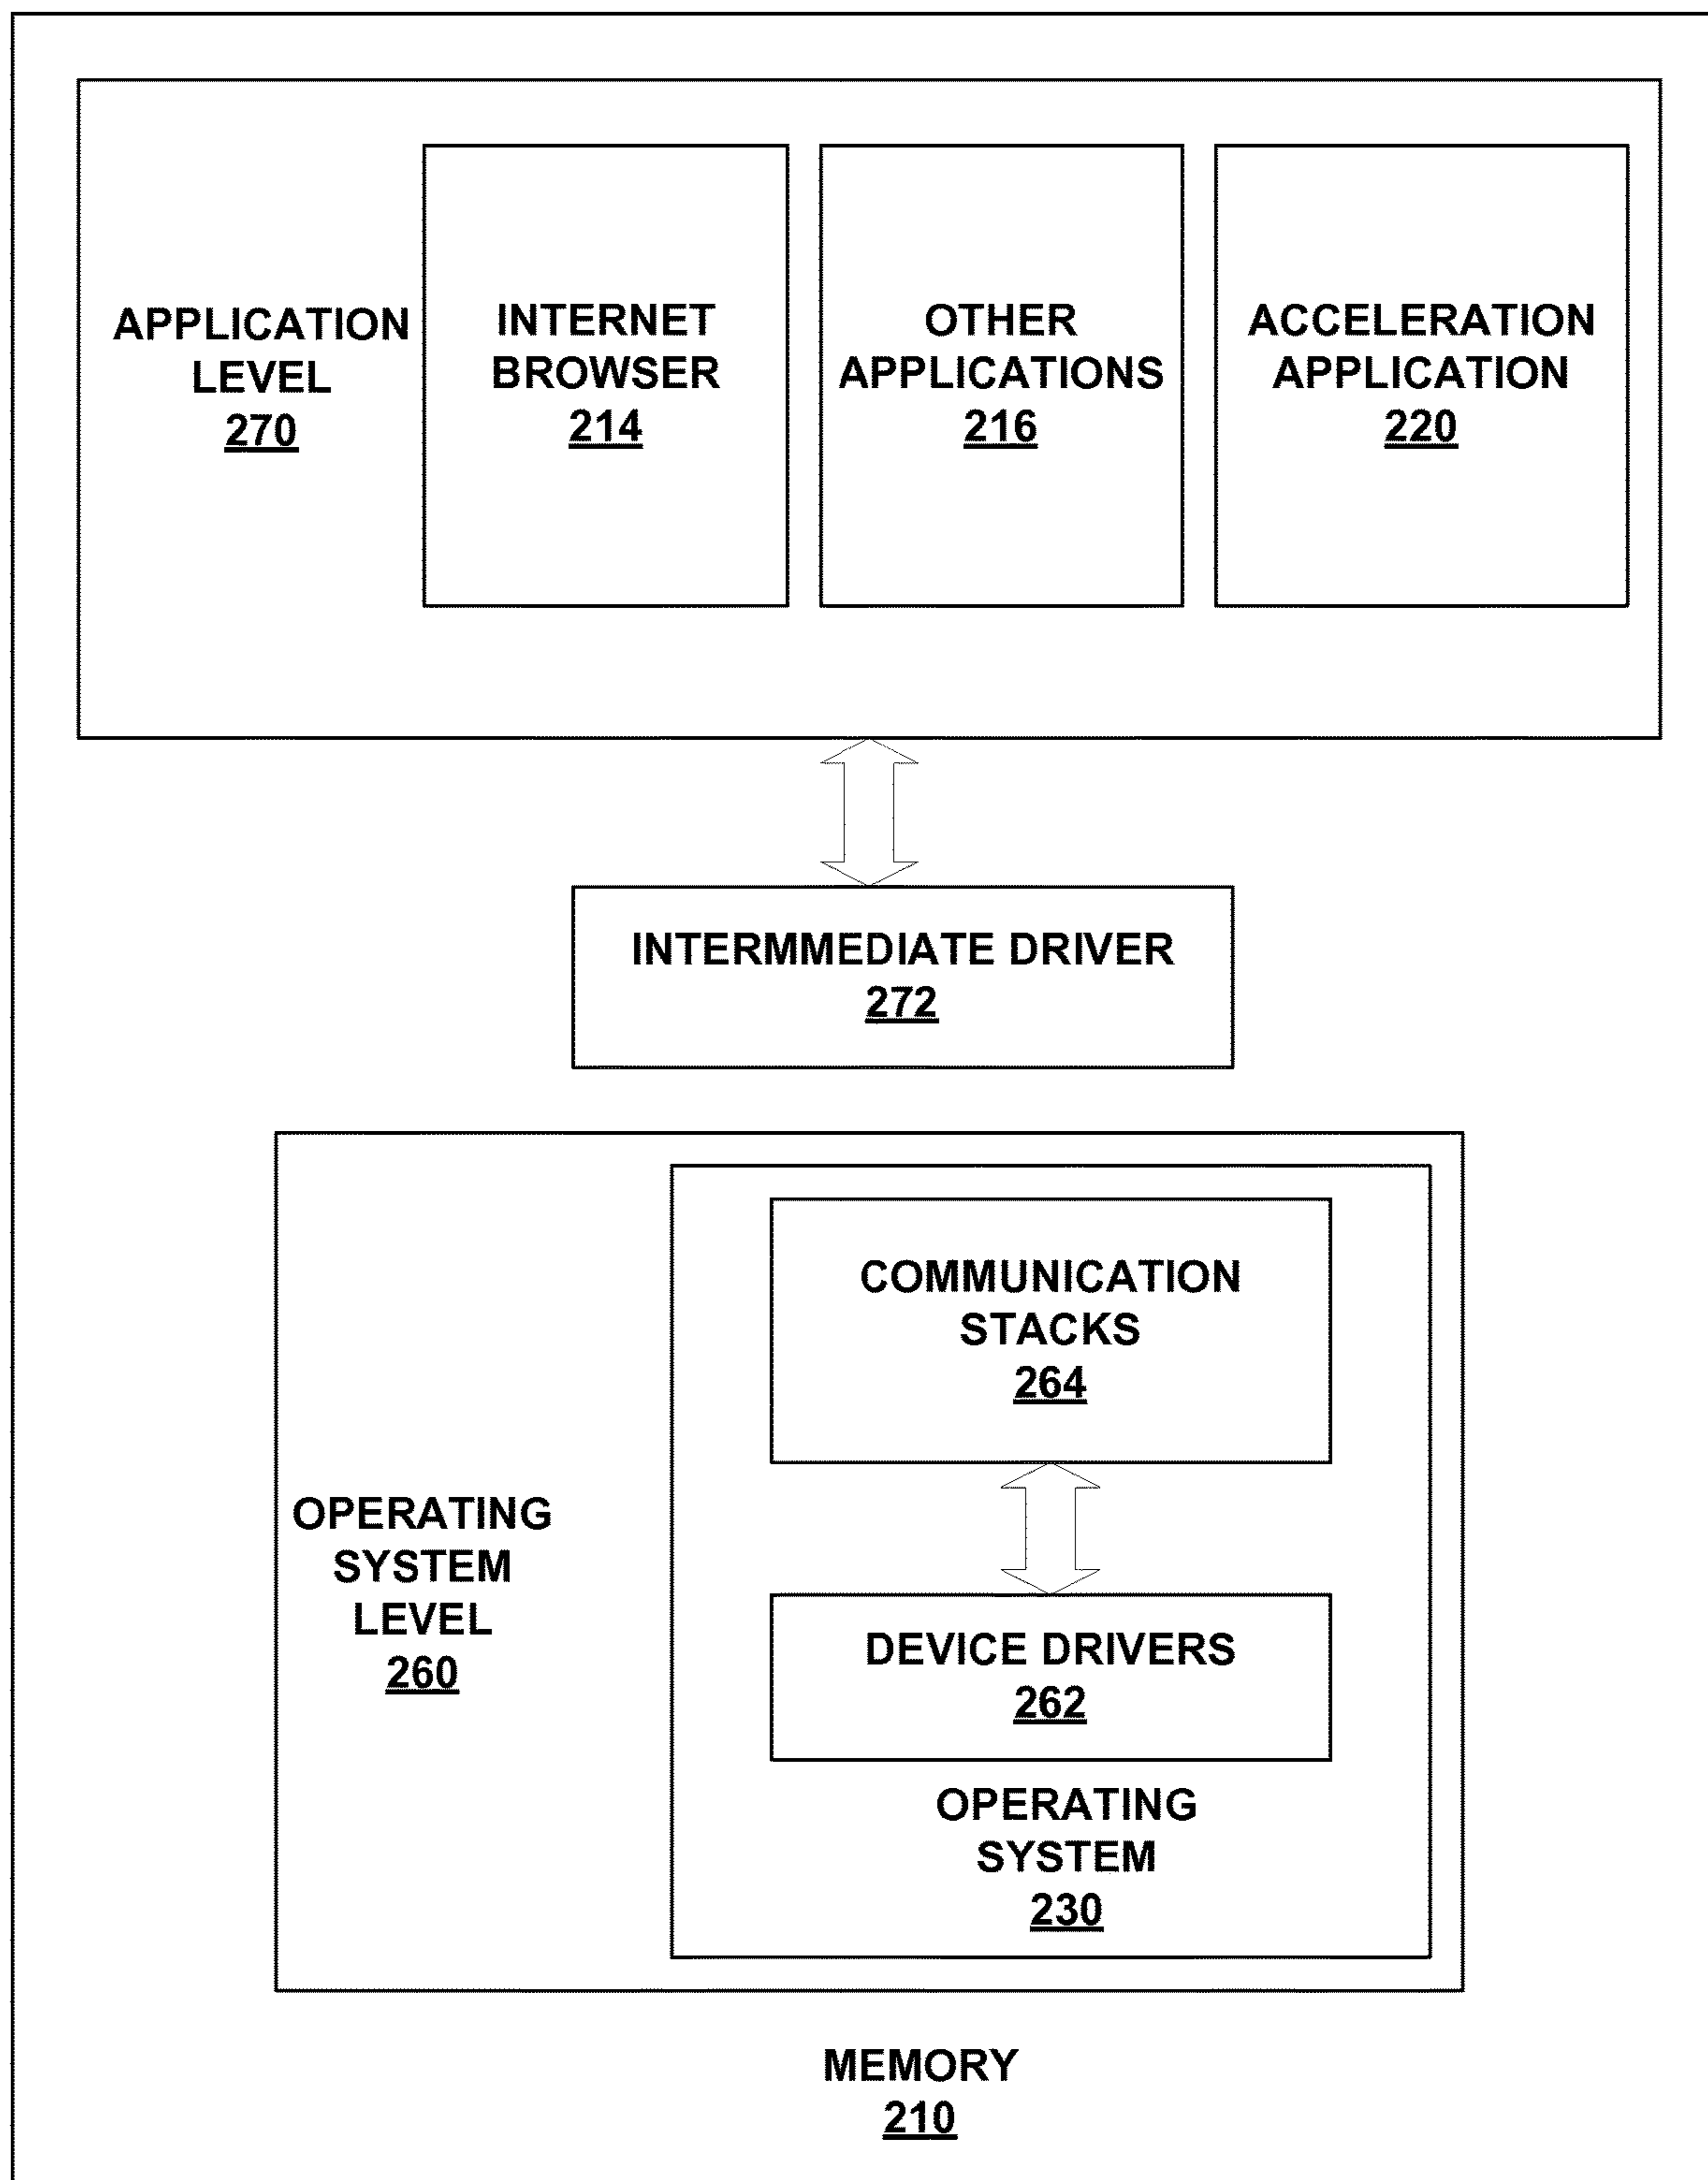 APPLICATION
LEVEL
270
INTERNET
BROWSER
214
OTHER
APPLICATIONS
216
ACCELERATION
APPLICATION
220
INTERMMEDIATE DRIVER
272
COMMUNICATION
STACKS
264
OPERATING
SYSTEM
LEVEL
260
DEVICE DRIVERS
262
OPERATING
SYSTEM
230
MEMORY
210